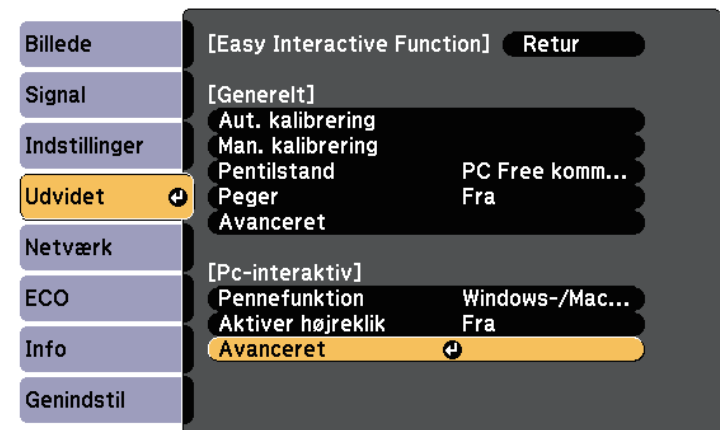 Billede
Signal
Indstillinger
Udvidet
Netværk
ECO
Info
Genindstil
[Easy Interactive Function] Retur
[Generelt]
Aut. kalibrering
Man. kalibrering
Pentilstand PC Free komm...
Peger Fra
Avanceret
[Pc-interaktiv]
Pennefunktion Windows-/Mac...
Aktiver højreklik Fra
Avanceret